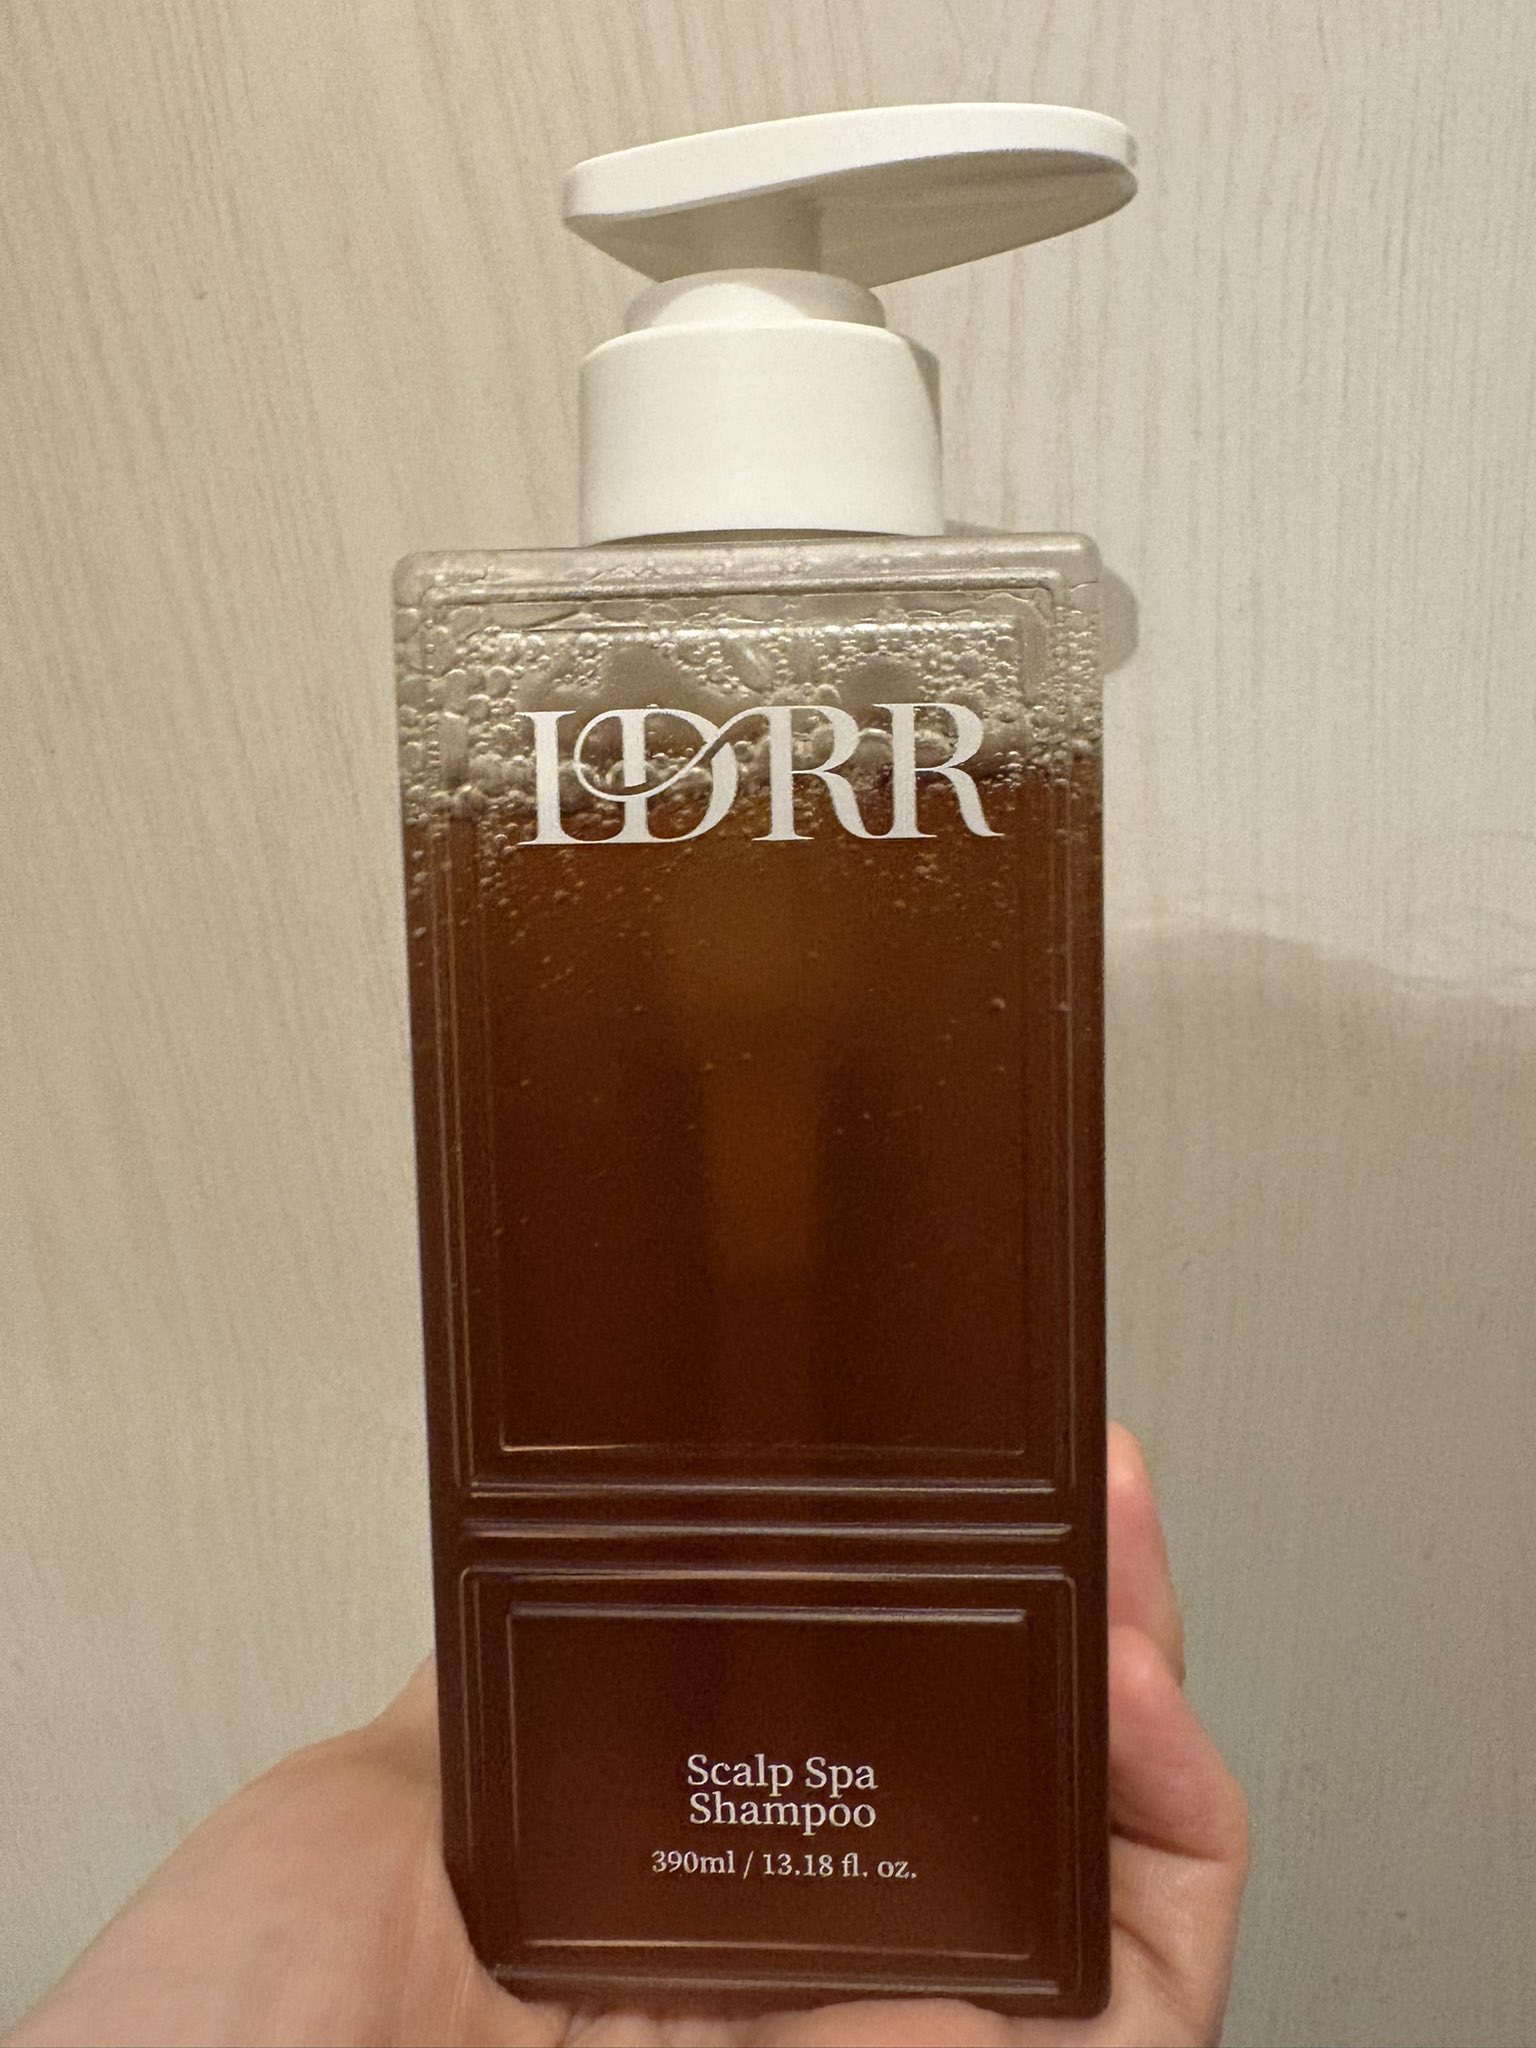 LDRR
Scalp Spa
Shampoo
390ml / 13.18 fl. oz.